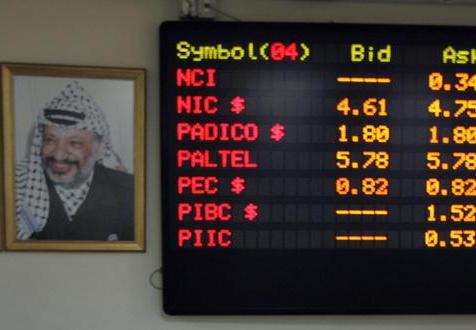 Symbol(04) Bid Ask
NCI ---- 0.34
NIC $ 4.61 4.75
PADICO $ 1.80 1.80
PALTEL 5.78 5.78
PEC $ 0.82 0.82
PIBC $ ---- 1.52
PIIC ---- 0.53